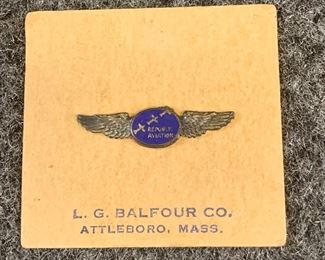 REPUBLIC
AVIATION
L. G. BALFOUR CO.
ATTLEBORO, MASS.